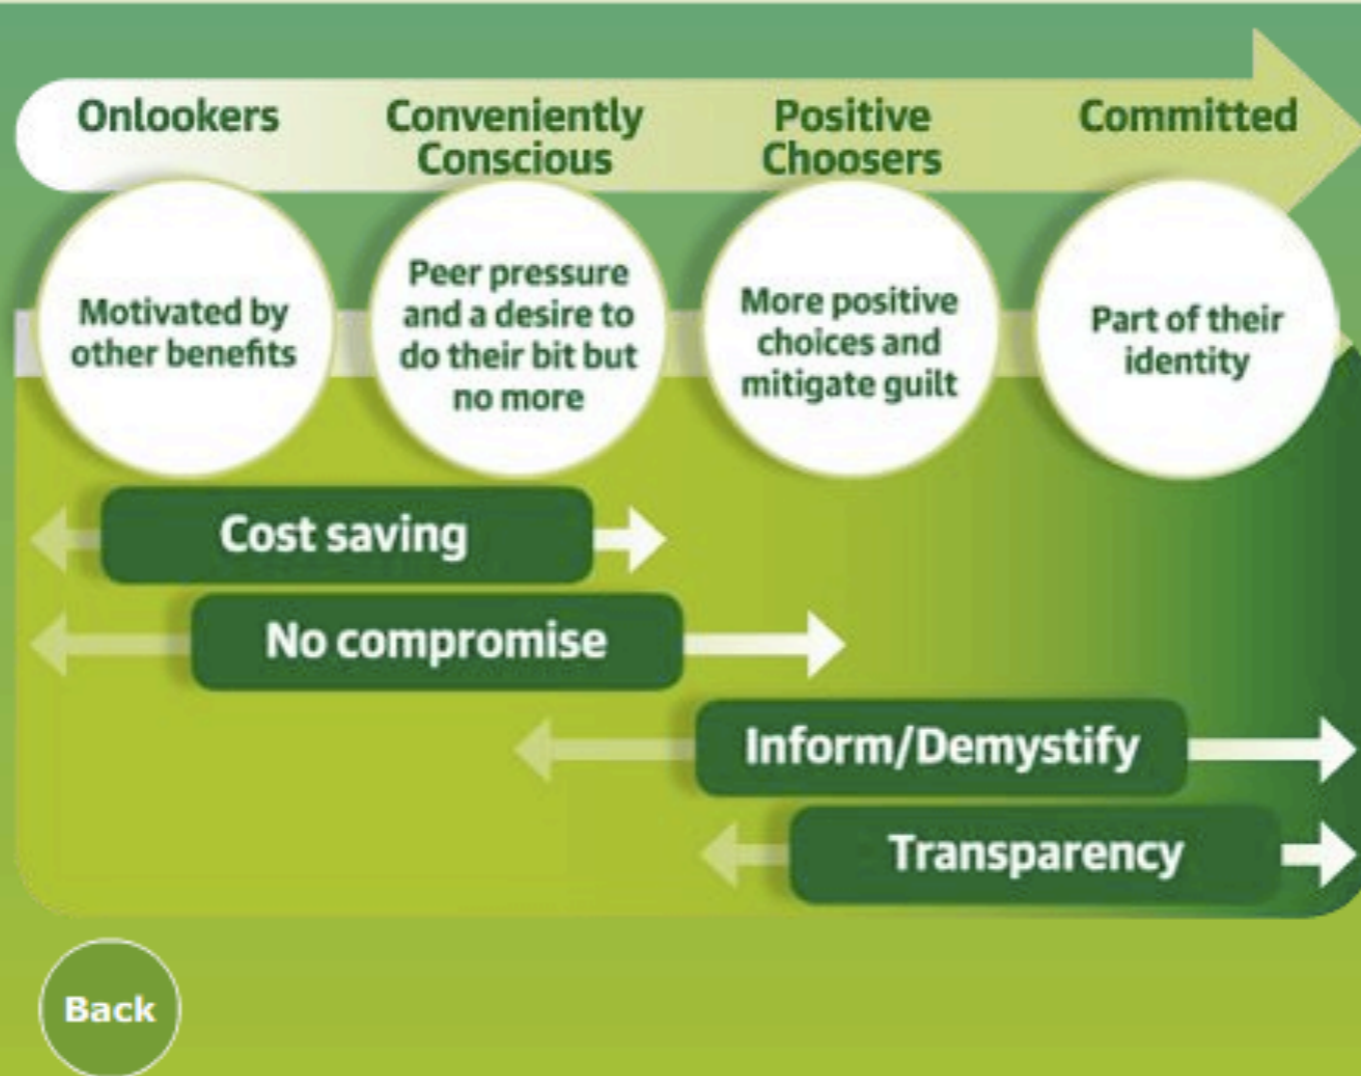 Onlookers
Conveniently
Conscious
Positive
Choosers
Committed
Motivated by
other benefits
Peer pressure
and a desire to
do their bit but
no more
More positive
choices and
mitigate guilt
Part of their
identity
Cost saving
No compromise
Inform/Demystify
Transparency
Back